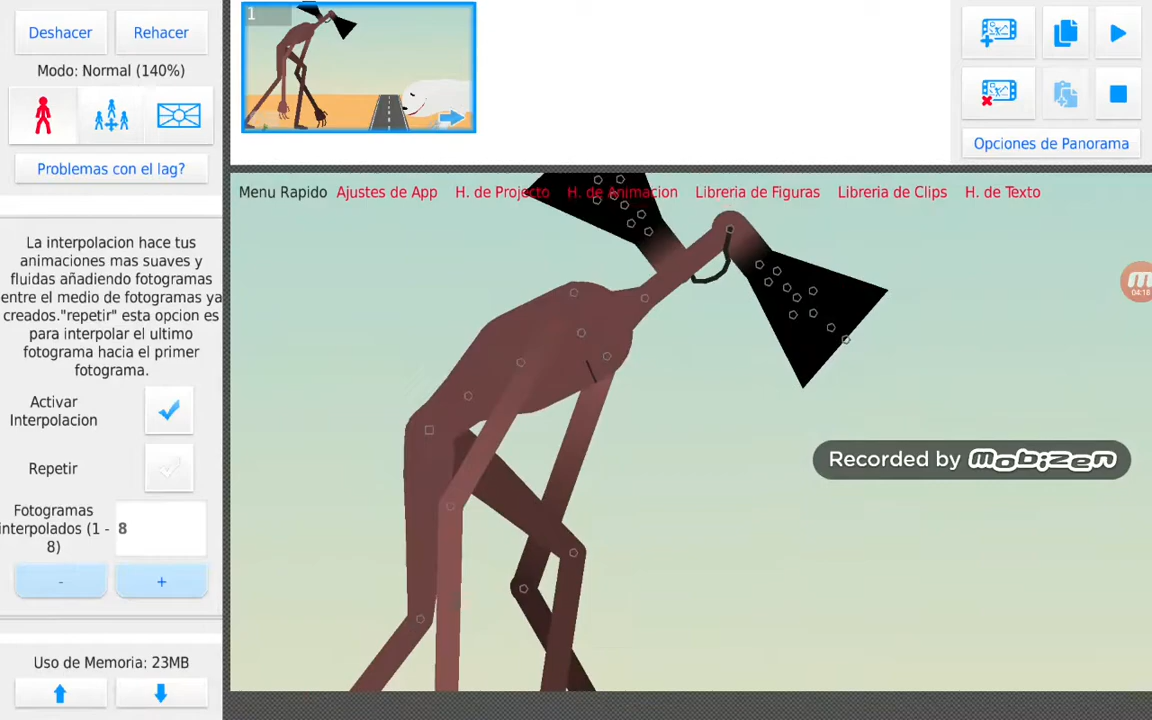 Deshacer
Rehacer
Modo: Normal (140%)
Problemas con el lag?
La interpolacion hace tus
animaciones mas suaves y
fluidas añadiendo fotogramas
entre el medio de fotogramas ya
creados."repetir" esta opcion es
para interpolar el ultimo
fotograma hacia el primer
fotograma.
Activar
Interpolacion
Repetir
Fotogramas
interpolados (1 -
8)
8
-
+
Uso de Memoria: 23MB
1
Opciones de Panorama
Menu Rapido Ajustes de App H. de Projecto H. de Animacion Libreria de Figuras Libreria de Clips H. de Texto
04:18
Recorded by mobizen